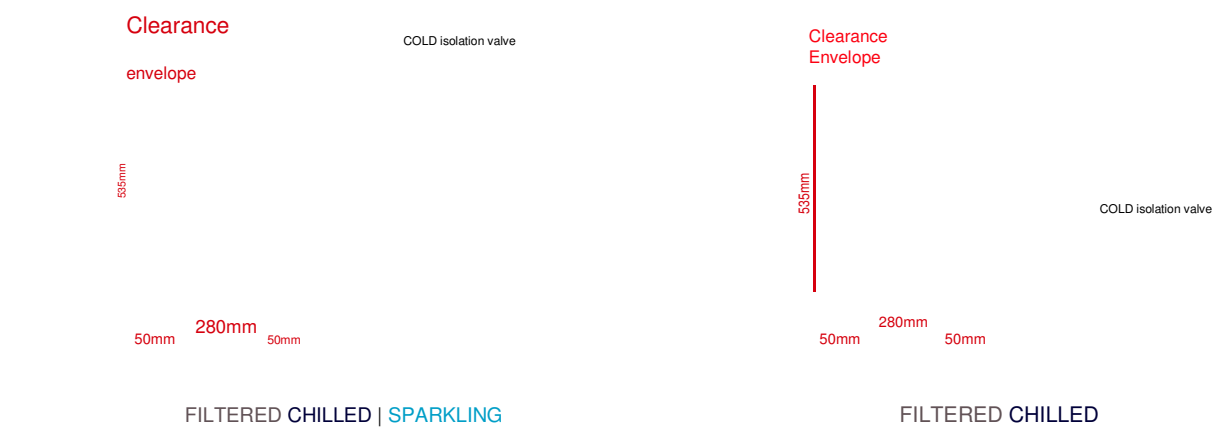 Clearance
envelope
COLD isolation valve
535mm
50mm
280mm
50mm
FILTERED CHILLED | SPARKLING
Clearance
Envelope
535mm
COLD isolation valve
280mm
50mm
50mm
FILTERED CHILLED